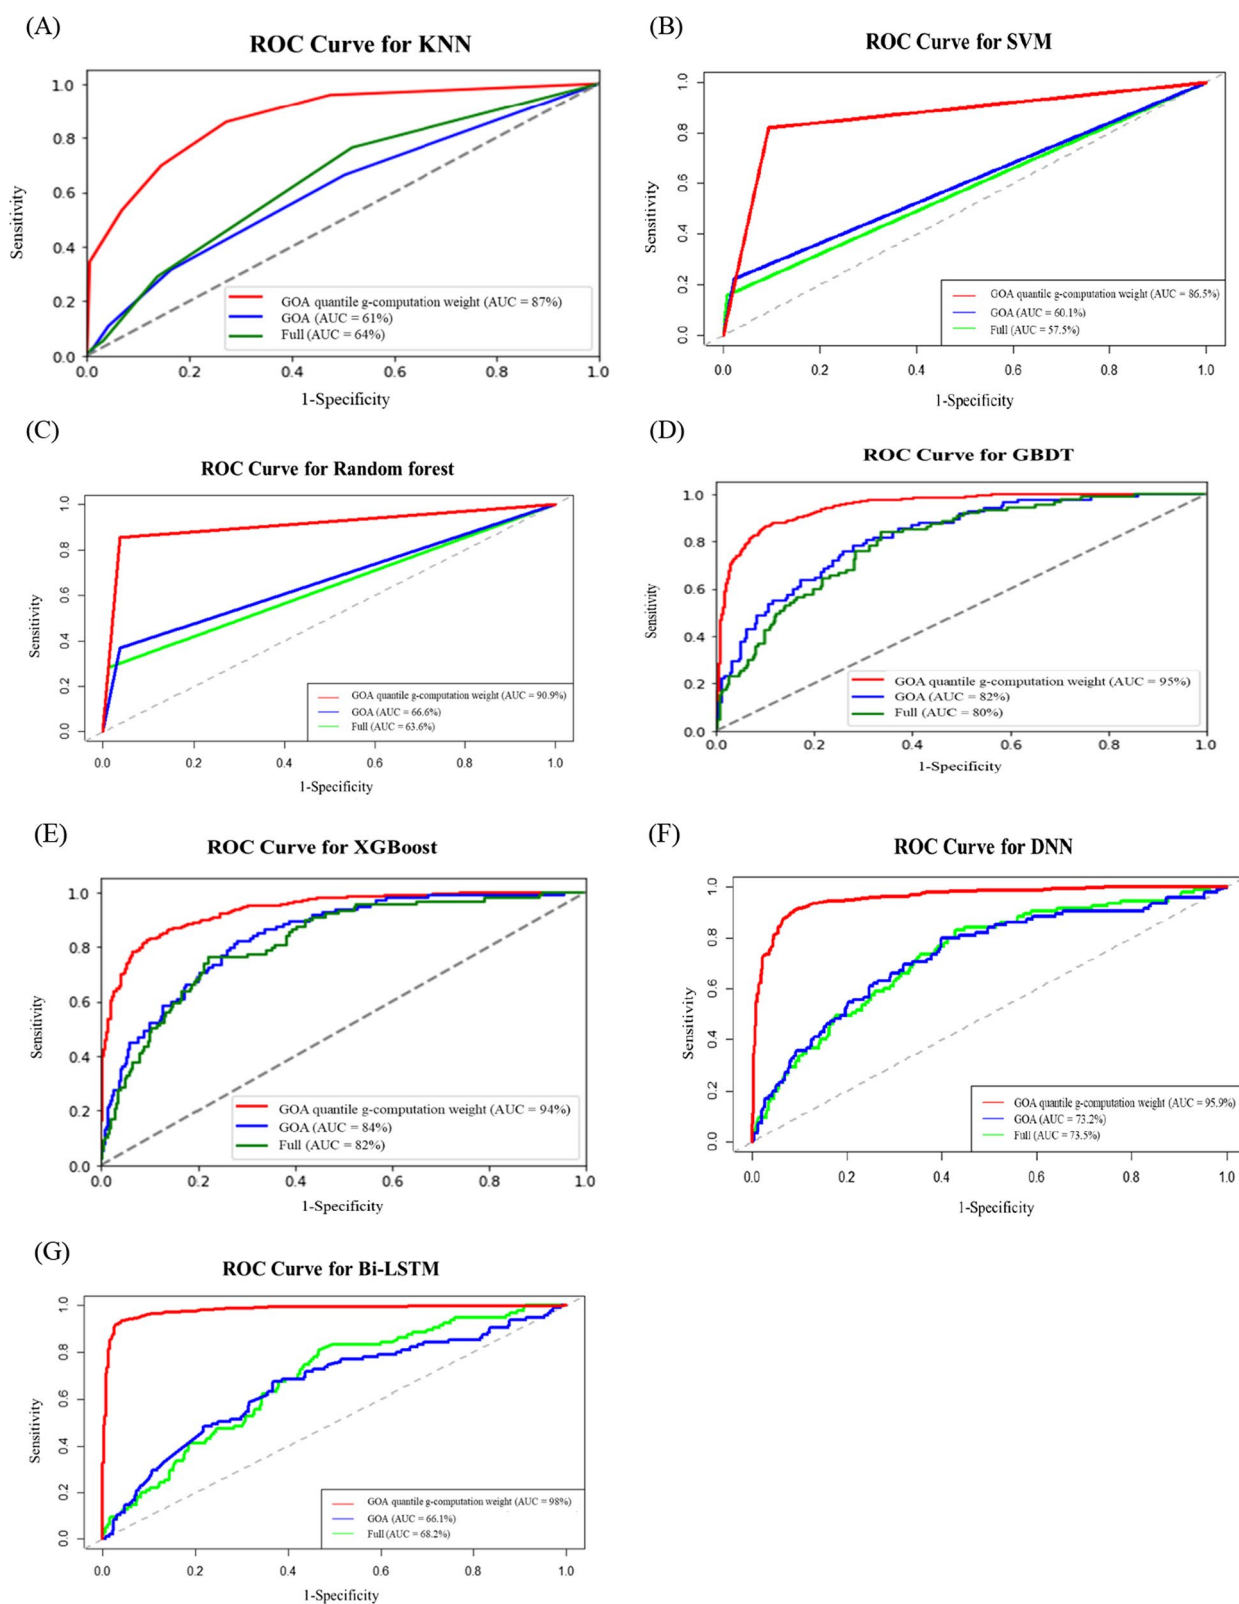 (A)
ROC Curve for KNN
1.0
0.8
0.6
0.4
0.2
0.0
Sensitivity
GOA quantile g-computation weight (AUC = 87%)
GOA (AUC = 61%)
Full (AUC = 64%)
0.0 0.2 0.4 0.6 0.8 1.0
1-Specificity
(B)
ROC Curve for SVM
1.0
0.8
0.6
0.4
0.2
0.0
Sensitivity
GOA quantile g-computation weight (AUC = 86.5%)
GOA (AUC = 60.1%)
Full (AUC = 57.5%)
0.0 0.2 0.4 0.6 0.8 1.0
1-Specificity
(C)
ROC Curve for Random forest
1.0
0.8
0.6
0.4
0.2
0.0
Sensitivity
GOA quantile g-computation weight (AUC = 90.9%)
GOA (AUC = 66.6%)
Full (AUC = 63.6%)
0.0 0.2 0.4 0.6 0.8 1.0
1-Specificity
(D)
ROC Curve for GBDT
1.0
0.8
0.6
0.4
0.2
0.0
Sensitivity
GOA quantile g-computation weight (AUC = 95%)
GOA (AUC = 82%)
Full (AUC = 80%)
0.0 0.2 0.4 0.6 0.8 1.0
1-Specificity
(E)
ROC Curve for XGBoost
1.0
0.8
0.6
0.4
0.2
0.0
Sensitivity
GOA quantile g-computation weight (AUC = 94%)
GOA (AUC = 84%)
Full (AUC = 82%)
0.0 0.2 0.4 0.6 0.8 1.0
1-Specificity
(F)
ROC Curve for DNN
1.0
0.8
0.6
0.4
0.2
0.0
Sensitivity
GOA quantile g-computation weight (AUC = 95.9%)
GOA (AUC = 73.2%)
Full (AUC = 73.5%)
0.0 0.2 0.4 0.6 0.8 1.0
1-Specificity
(G)
ROC Curve for Bi-LSTM
1.0
0.8
0.6
0.4
0.2
0.0
Sensitivity
GOA quantile g-computation weight (AUC = 98%)
GOA (AUC = 66.1%)
Full (AUC = 68.2%)
0.0 0.2 0.4 0.6 0.8 1.0
1-Specificity